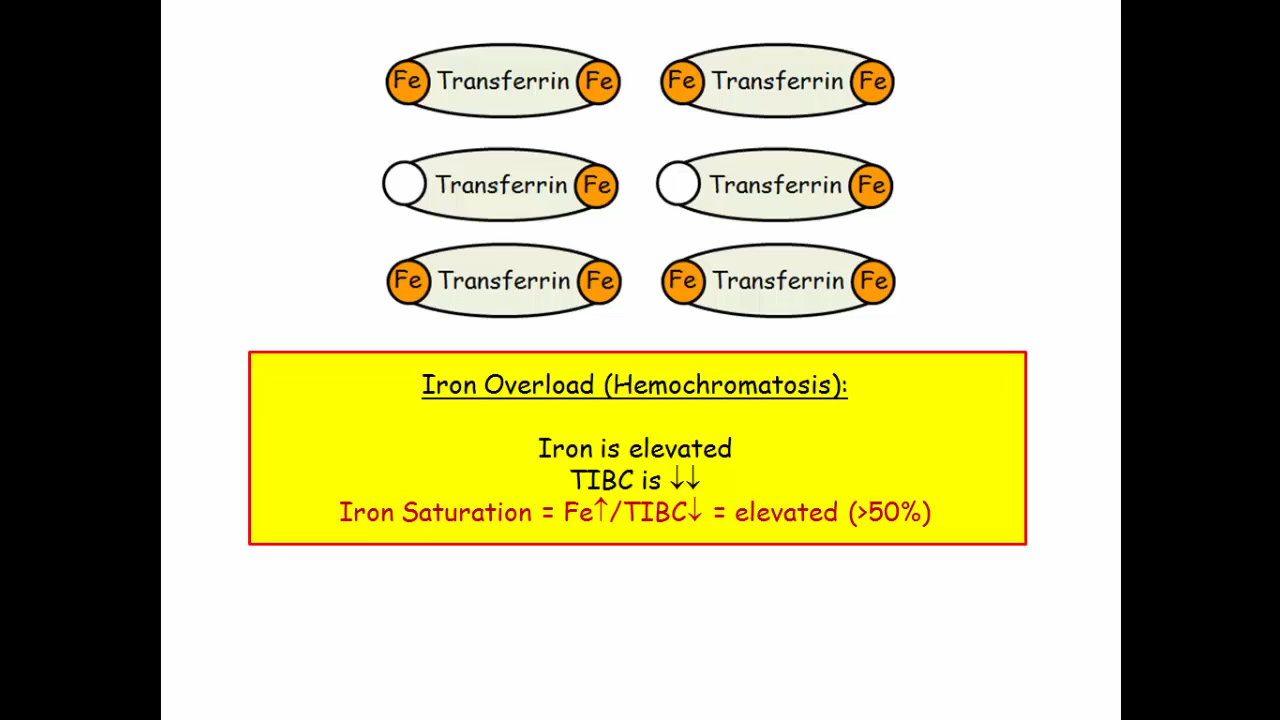 Fe Transferrin Fe Fe Transferrin Fe
Transferrin Fe Transferrin Fe
Fe Transferrin Fe Fe Transferrin Fe
Iron Overload (Hemochromatosis):
Iron is elevated
TIBC is ↓↓
Iron Saturation = Fe↑/TIBC↓ = elevated (>50%)